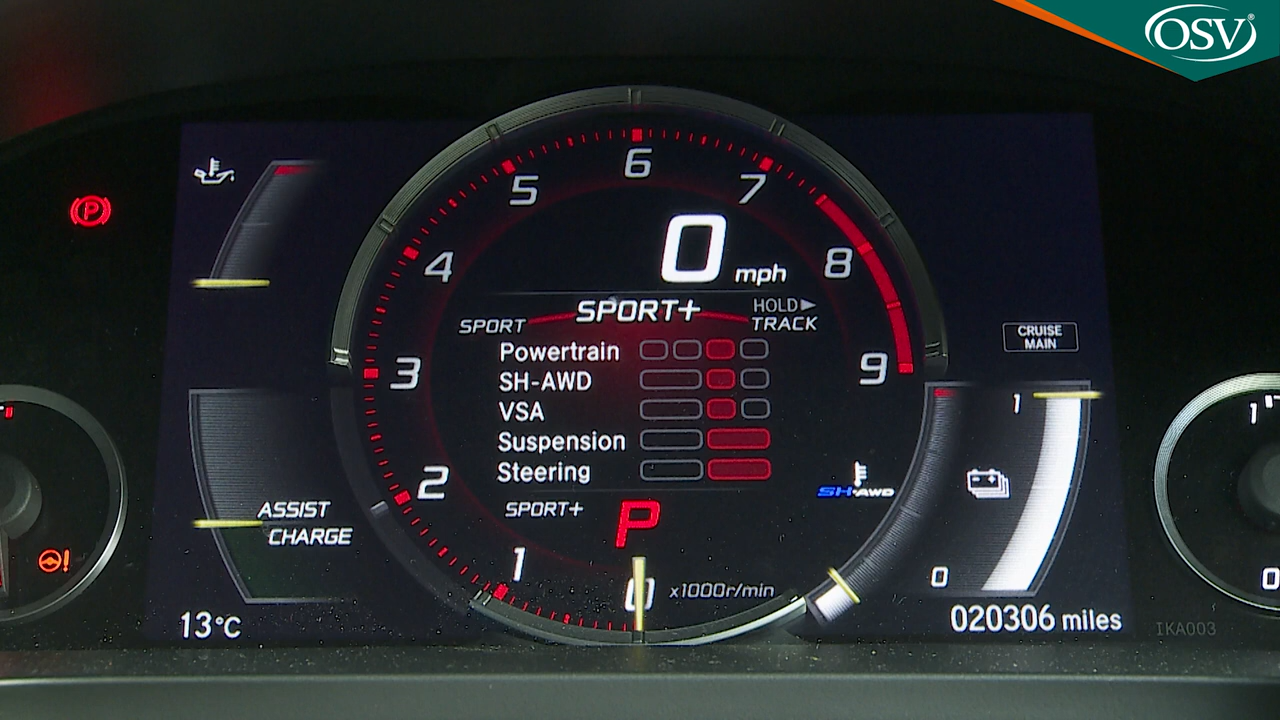 OSV®
6
5
7
0 mph
4
8
SPORT+
HOLD▶
SPORT
TRACK
CRUISE
MAIN
Powertrain
3
9
SH-AWD
1
VSA
Suspension
Steering
2
SH-AWD
ASSIST
CHARGE
SPORT+
P
1
0
x1000r/min
0
13°C
020306 miles
IKA003
P
1
0